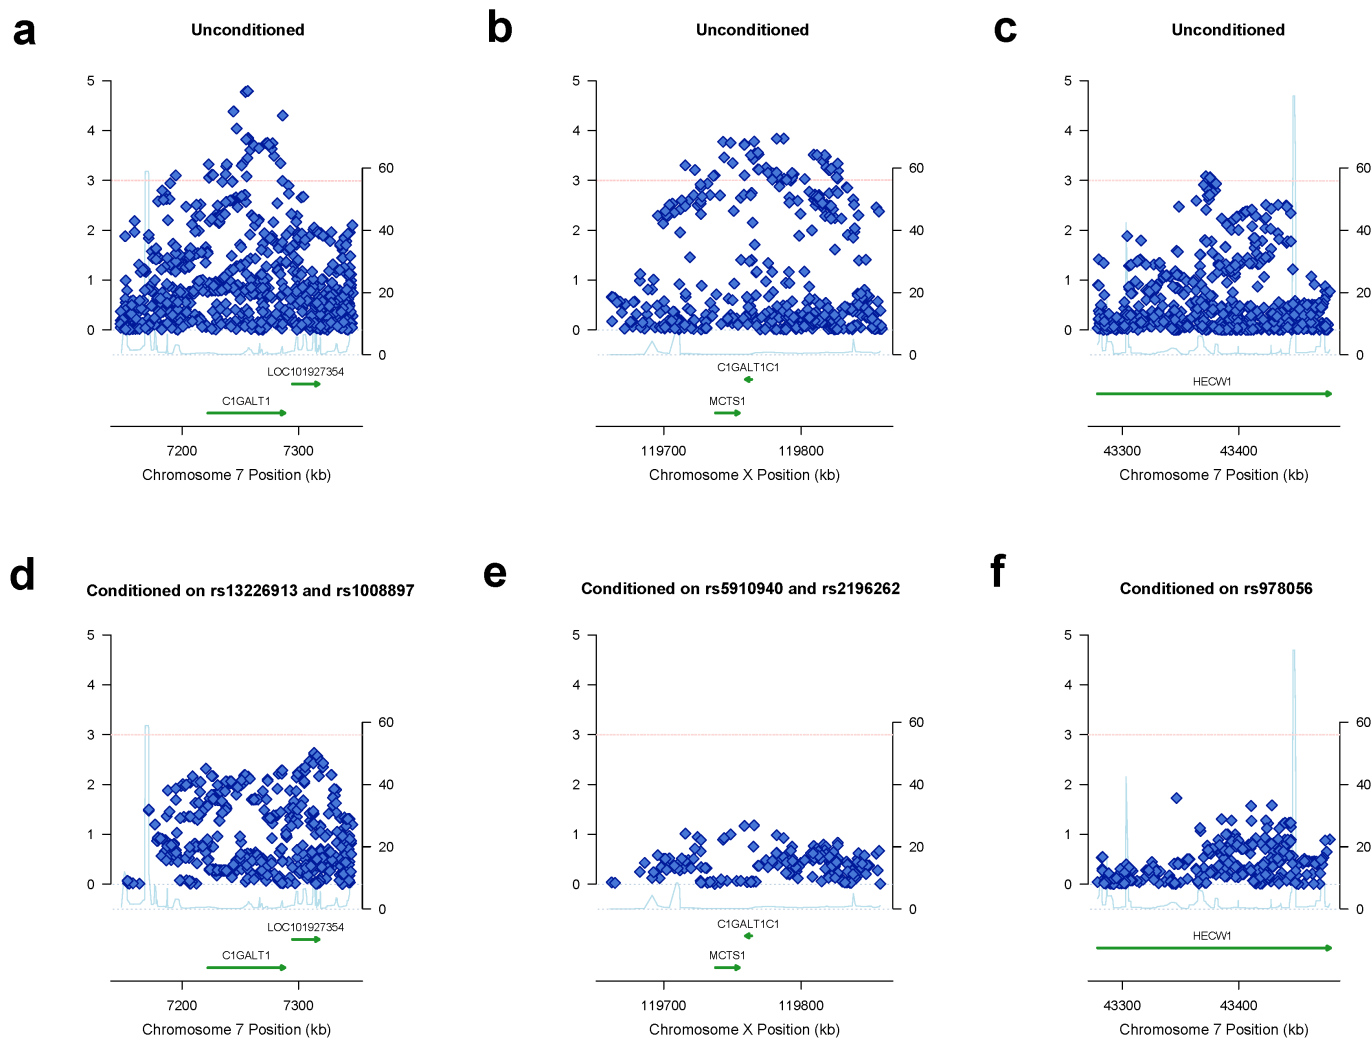 a
Unconditioned
5
4
3
2
1
0
60
40
20
0
LOC101927354
C1GALT1
7200
7300
Chromosome 7 Position (kb)
b
Unconditioned
5
4
3
2
1
0
60
40
20
0
C1GALT1C1
MCTS1
119700
119800
Chromosome X Position (kb)
c
Unconditioned
5
4
3
2
1
0
60
40
20
0
HECW1
43300
43400
Chromosome 7 Position (kb)
d
Conditioned on rs13226913 and rs1008897
5
4
3
2
1
0
60
40
20
0
LOC101927354
C1GALT1
7200
7300
Chromosome 7 Position (kb)
e
Conditioned on rs5910940 and rs2196262
5
4
3
2
1
0
60
40
20
0
C1GALT1C1
MCTS1
119700
119800
Chromosome X Position (kb)
f
Conditioned on rs978056
5
4
3
2
1
0
60
40
20
0
HECW1
43300
43400
Chromosome 7 Position (kb)